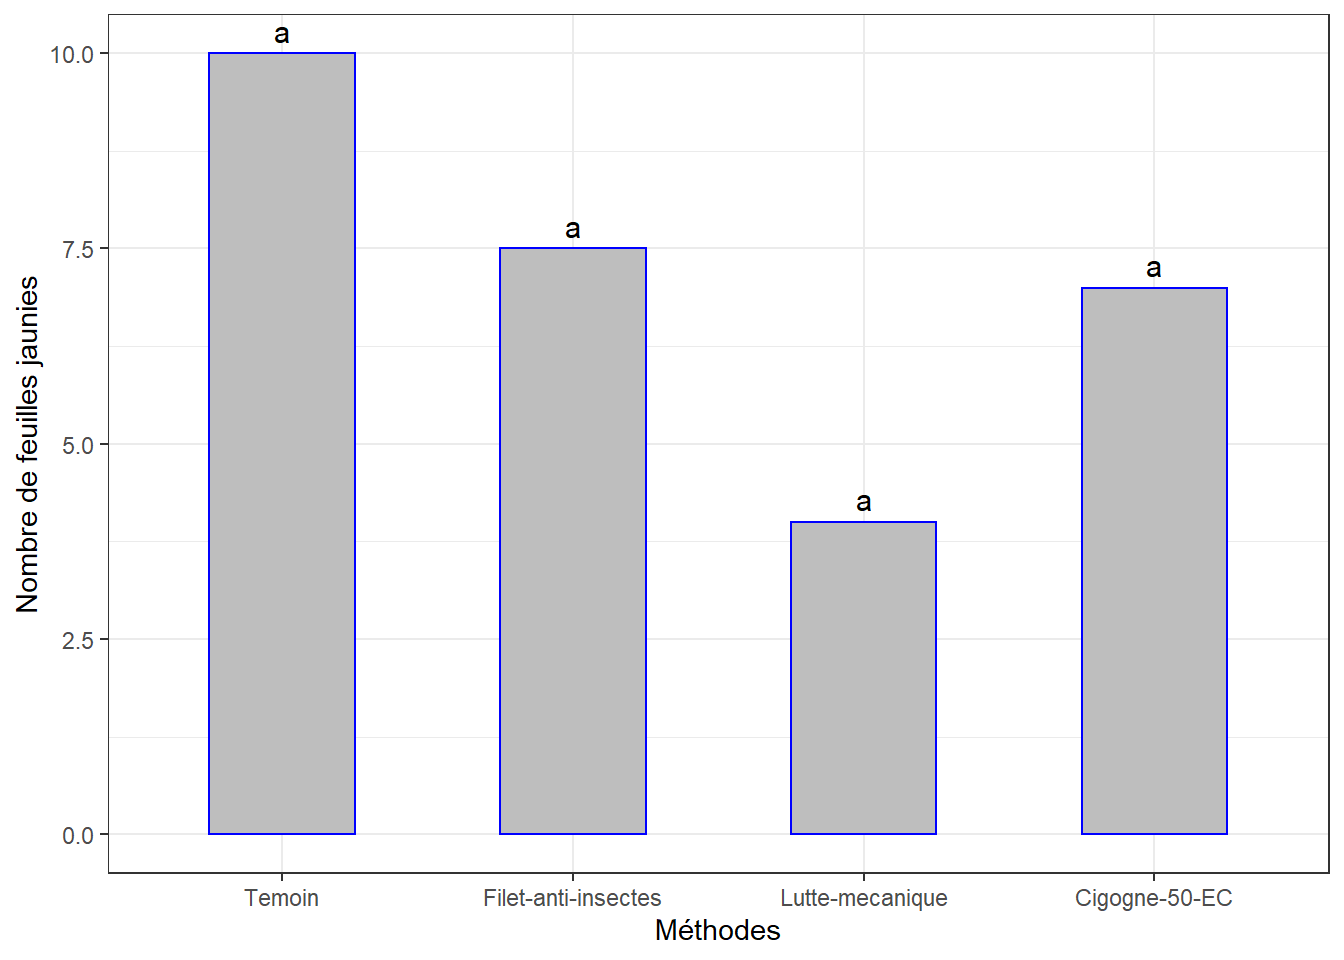 a
10.0
a
7.5
a
5.0
a
2.5
0.0
Nombre de feuilles jaunies
Temoin Filet-anti-insectes Lutte-mecanique Cigogne-50-EC
Méthodes